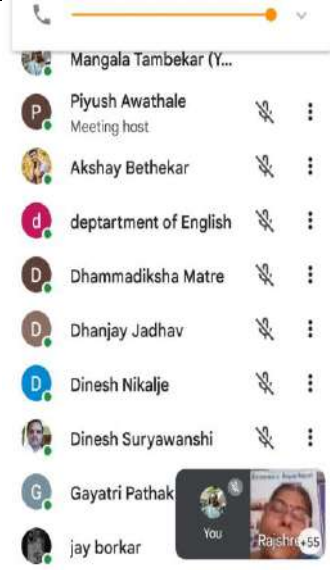 Mangala Tambekar (Y...
P
Piyush Awathale
Meeting host
Akshay Bethekar
d
deptartment of English
D
Dhammadiksha Matre
D
Dhanjay Jadhav
D
Dinesh Nikalje
Dinesh Suryawanshi
G
Gayatri Pathak
jay borkar
You
Rajshre +55